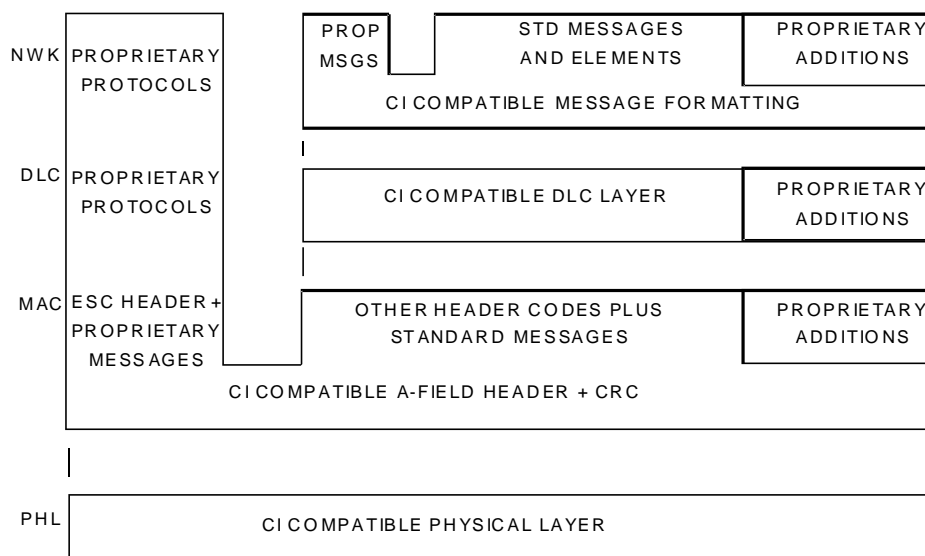 NWK
PROPRIETARY
PROTOCOLS
PROP
MSGS
STD MESSAGES
AND ELEMENTS
PROPRIETARY
ADDITIONS
CI COMPATIBLE MESSAGE FORMATTING
DLC
PROPRIETARY
PROTOCOLS
CI COMPATIBLE DLC LAYER
PROPRIETARY
ADDITIONS
MAC
ESC HEADER +
PROPRIETARY
MESSAGES
OTHER HEADER CODES PLUS
STANDARD MESSAGES
PROPRIETARY
ADDITIONS
CI COMPATIBLE A-FIELD HEADER + CRC
PHL
CI COMPATIBLE PHYSICAL LAYER